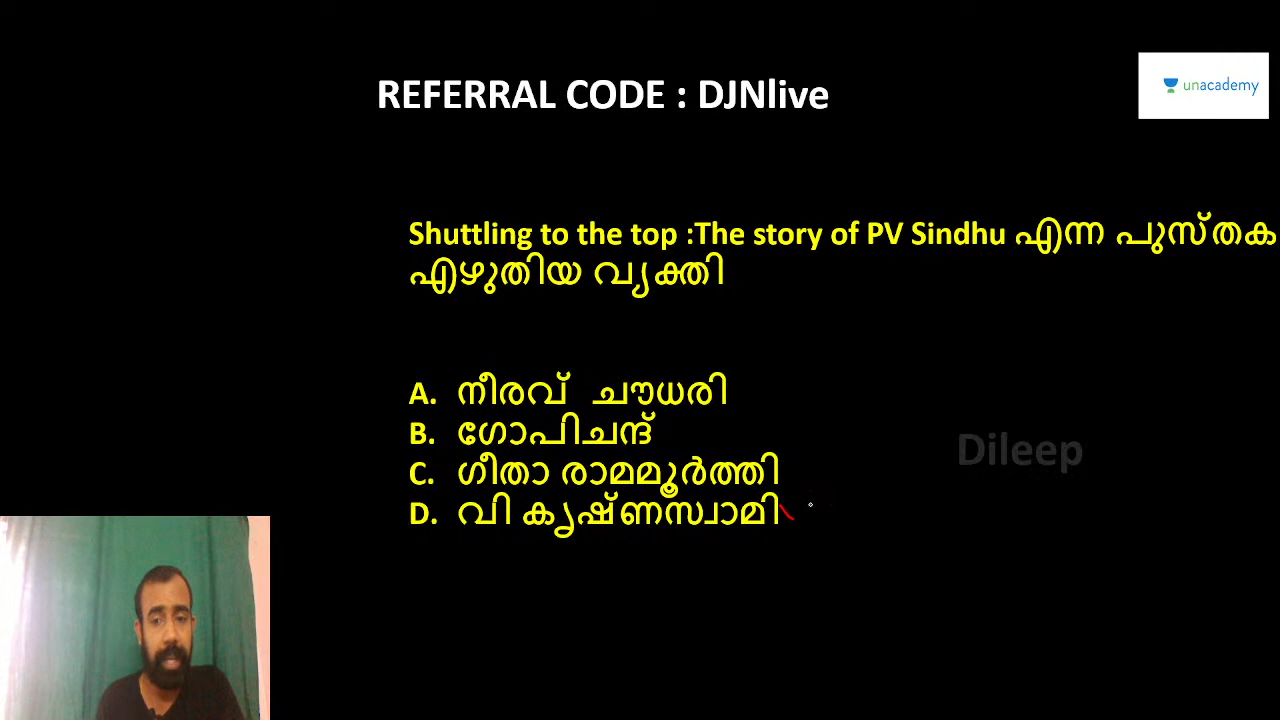 REFERRAL CODE : DJNlive
unacademy
Shuttling to the top :The story of PV Sindhu എന്ന പുസ്തക
എഴുതിയ വ്യക്തി
A. നീരവ് ചൗധരി
B. ഗോപിചന്ദ്
C. ഗീതാ രാമമൂർത്തി
D. വി കൃഷ്ണസ്വാമി
Dileep